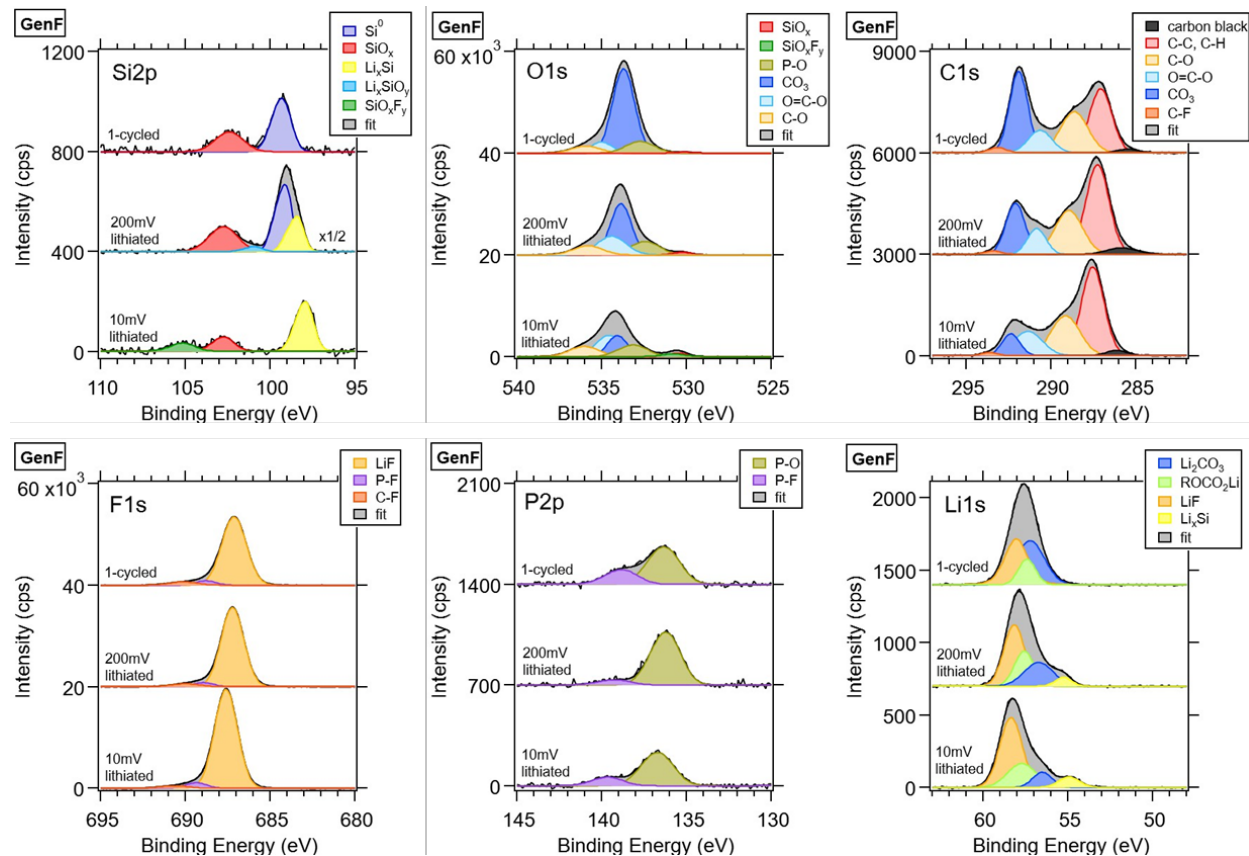 GenF
Si2p
Si⁰
SiOₓ
LiₓSi
LiₓSiOᵧ
SiOₓFᵧ
fit
1200
800
400
0
Intensity (cps)
1-cycled
200mV
lithiated
x1/2
10mV
lithiated
110
105
100
95
Binding Energy (eV)
GenF
O1s
SiOₓ
SiOₓFᵧ
P-O
CO₃
O=C-O
C-O
fit
60 x10³
40
20
0
Intensity (cps)
1-cycled
200mV
lithiated
10mV
lithiated
540
535
530
525
Binding Energy (eV)
GenF
C1s
carbon black
C-C, C-H
C-O
O=C-O
CO₃
C-F
fit
9000
6000
3000
0
Intensity (cps)
1-cycled
200mV
lithiated
10mV
lithiated
295
290
285
Binding Energy (eV)
GenF
F1s
LiF
P-F
C-F
fit
60 x10³
40
20
0
Intensity (cps)
1-cycled
200mV
lithiated
10mV
lithiated
695
690
685
680
Binding Energy (eV)
GenF
P2p
P-O
P-F
fit
2100
1400
700
0
Intensity (cps)
1-cycled
200mV
lithiated
10mV
lithiated
145
140
135
130
Binding Energy (eV)
GenF
Li1s
Li₂CO₃
ROCO₂Li
LiF
LiₓSi
fit
2000
1500
1000
500
0
Intensity (cps)
1-cycled
200mV
lithiated
10mV
lithiated
60
55
50
Binding Energy (eV)